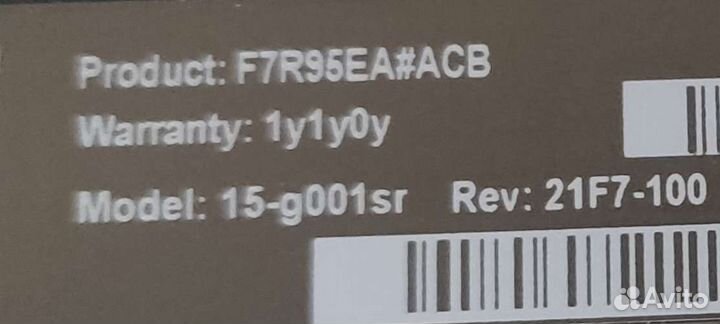 Product: F7R95EA#ACB
Warranty: 1y1y0y
Model: 15-g001sr Rev: 21F7-100
Avito